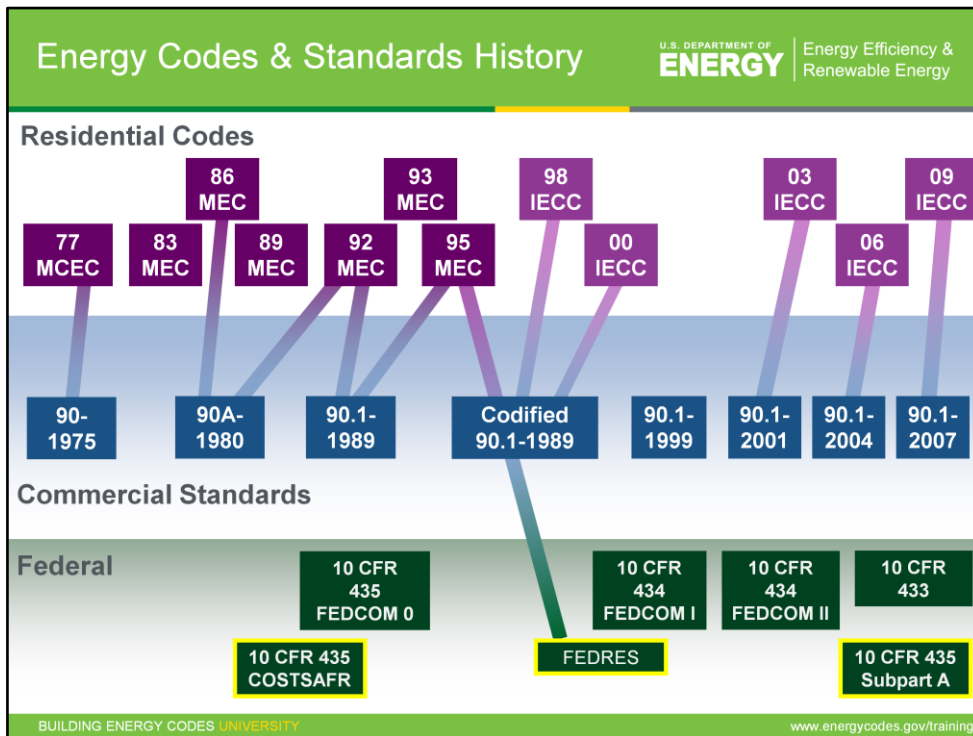 Energy Codes & Standards History
U.S. DEPARTMENT OF
ENERGY
Energy Efficiency &
Renewable Energy
Residential Codes
86
MEC
93
MEC
98
IECC
03
IECC
09
IECC
77
MCEC
83
MEC
89
MEC
92
MEC
95
MEC
00
IECC
06
IECC
90-
1975
90A-
1980
90.1-
1989
Codified
90.1-1989
90.1-
1999
90.1-
2001
90.1-
2004
90.1-
2007
Commercial Standards
Federal
10 CFR
435
FEDCOM 0
10 CFR
434
FEDCOM I
10 CFR
434
FEDCOM II
10 CFR
433
10 CFR 435
COSTSAFR
FEDRES
10 CFR 435
Subpart A
BUILDING ENERGY CODES UNIVERSITY
www.energycodes.gov/training